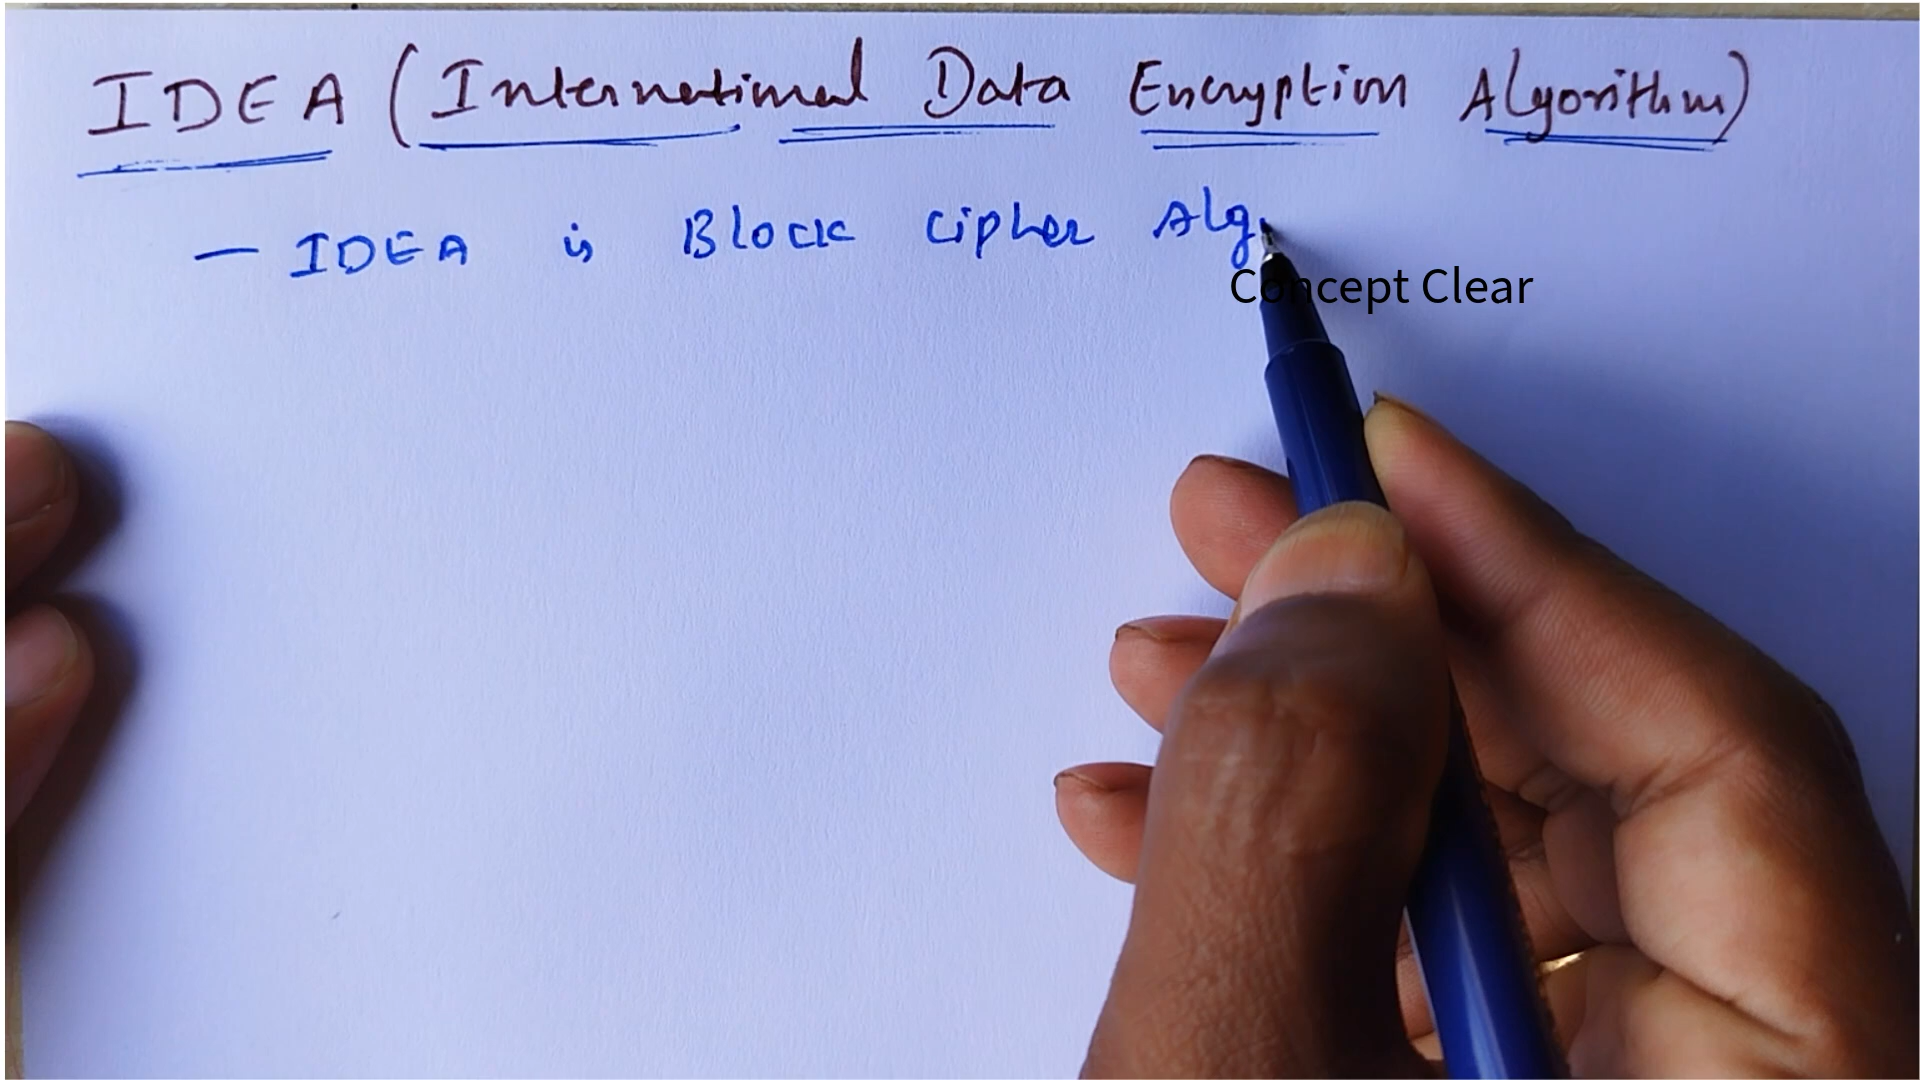 IDEA (International Data Encryption Algorithm)
— IDEA is Block Cipher Alg
Concept Clear